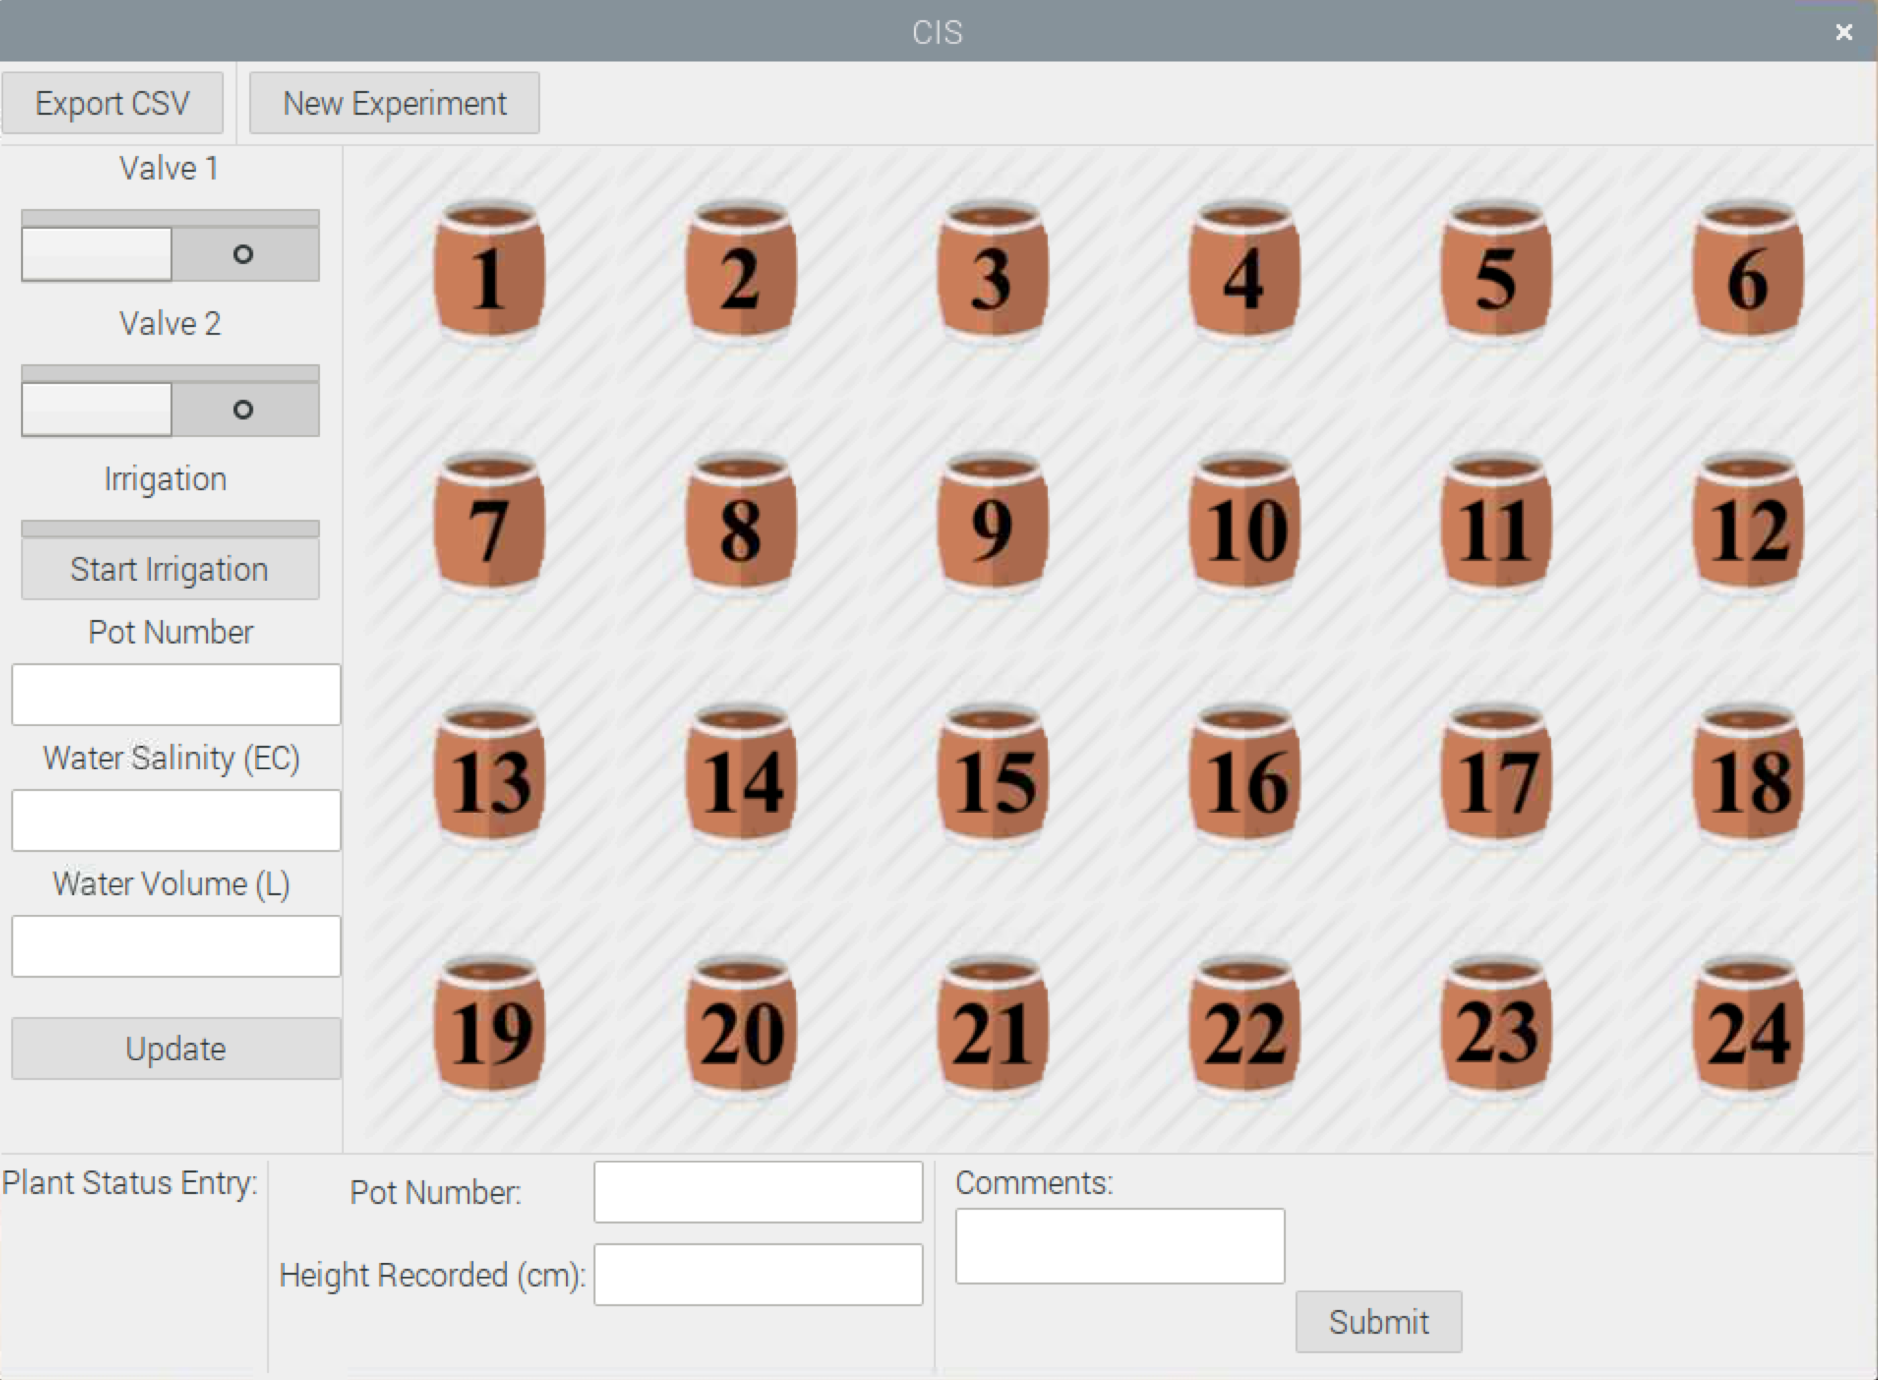 CIS
Export CSV
New Experiment
Valve 1
Valve 2
Irrigation
Start Irrigation
Pot Number
Water Salinity (EC)
Water Volume (L)
Update
1 2 3 4 5 6
7 8 9 10 11 12
13 14 15 16 17 18
19 20 21 22 23 24
Plant Status Entry:
Pot Number:
Height Recorded (cm):
Comments:
Submit